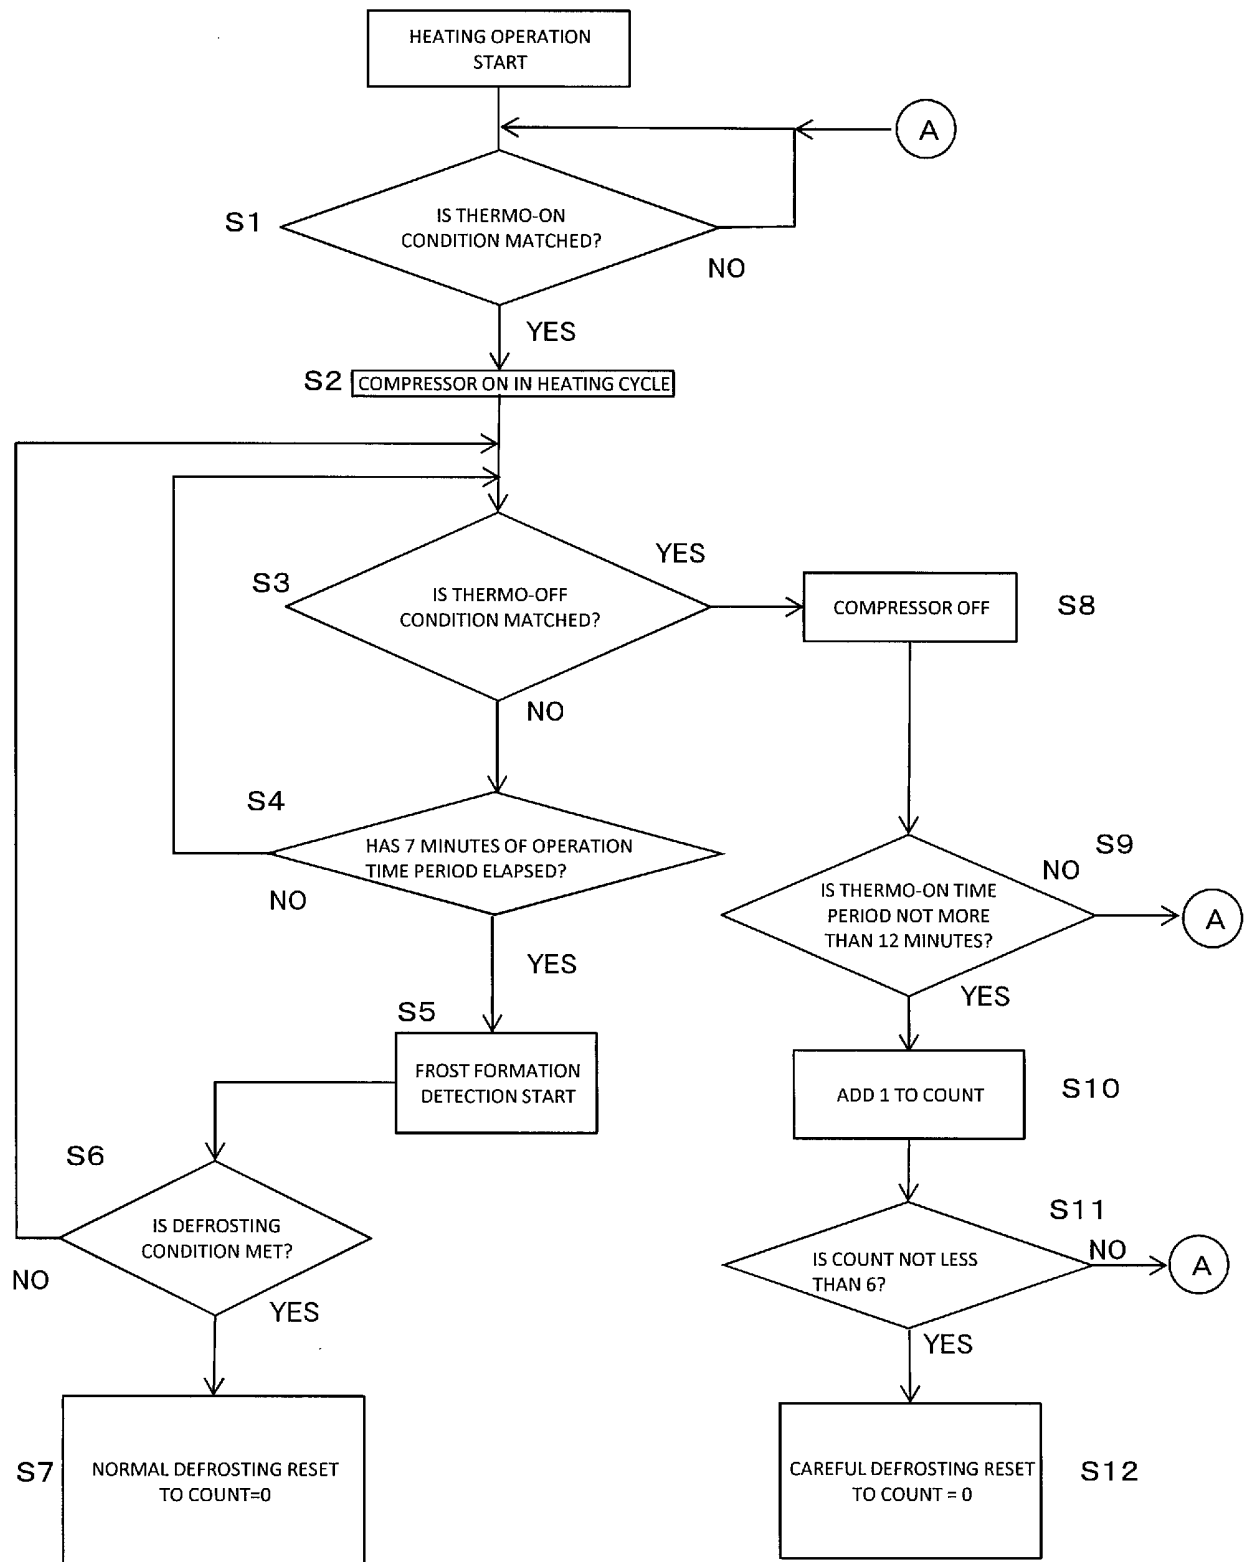 HEATING OPERATION
START
A
S1
IS THERMO-ON
CONDITION MATCHED?
NO
YES
S2
COMPRESSOR ON IN HEATING CYCLE
S3
IS THERMO-OFF
CONDITION MATCHED?
YES
NO
COMPRESSOR OFF
S8
S4
HAS 7 MINUTES OF OPERATION
TIME PERIOD ELAPSED?
NO
YES
S9
IS THERMO-ON TIME
PERIOD NOT MORE
THAN 12 MINUTES?
NO
A
YES
S5
FROST FORMATION
DETECTION START
ADD 1 TO COUNT
S10
S6
IS DEFROSTING
CONDITION MET?
NO
YES
S11
IS COUNT NOT LESS
THAN 6?
NO
A
YES
S7
NORMAL DEFROSTING RESET
TO COUNT=0
CAREFUL DEFROSTING RESET
TO COUNT = 0
S12